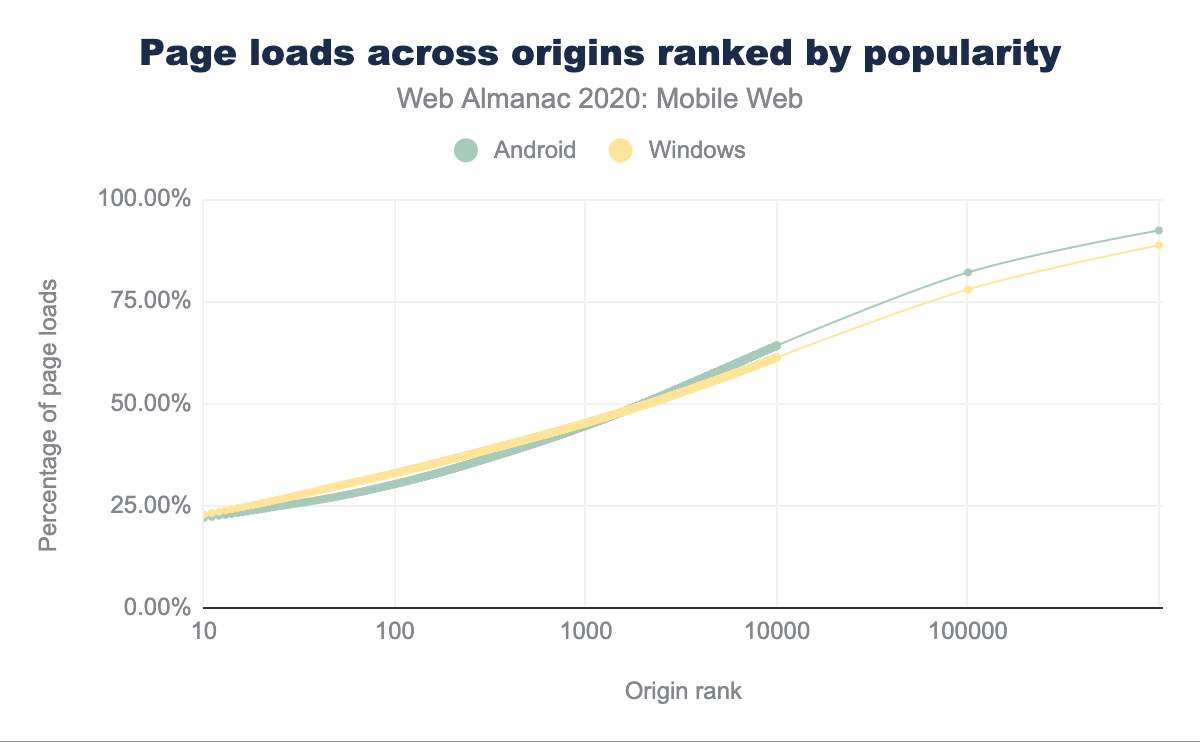 Page loads across origins ranked by popularity
Web Almanac 2020: Mobile Web
Android Windows
100.00%
75.00%
50.00%
25.00%
0.00%
Percentage of page loads
10 100 1000 10000 100000
Origin rank